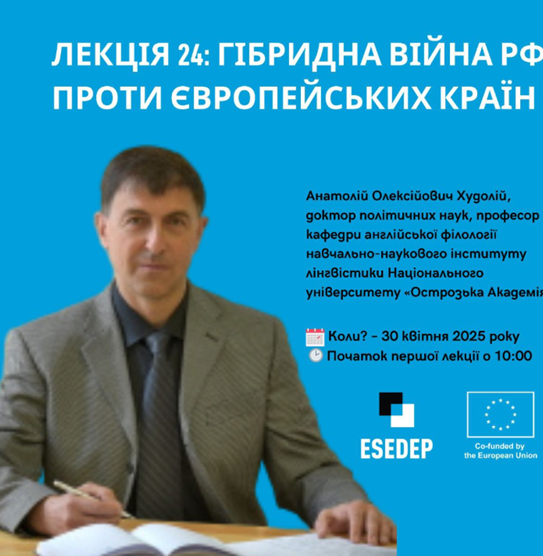 ЛЕКЦІЯ 24: ГІБРИДНА ВІЙНА РФ
ПРОТИ ЄВРОПЕЙСЬКИХ КРАЇН
Анатолій Олексійович Худолій,
доктор політичних наук, професор
кафедри англійської філології
навчально-наукового інституту
лінгвістики Національного
університету «Острозька Академія
Коли? - 30 квітня 2025 року
Початок першої лекції о 10:00
ESEDEP
Co-funded by
the European Union